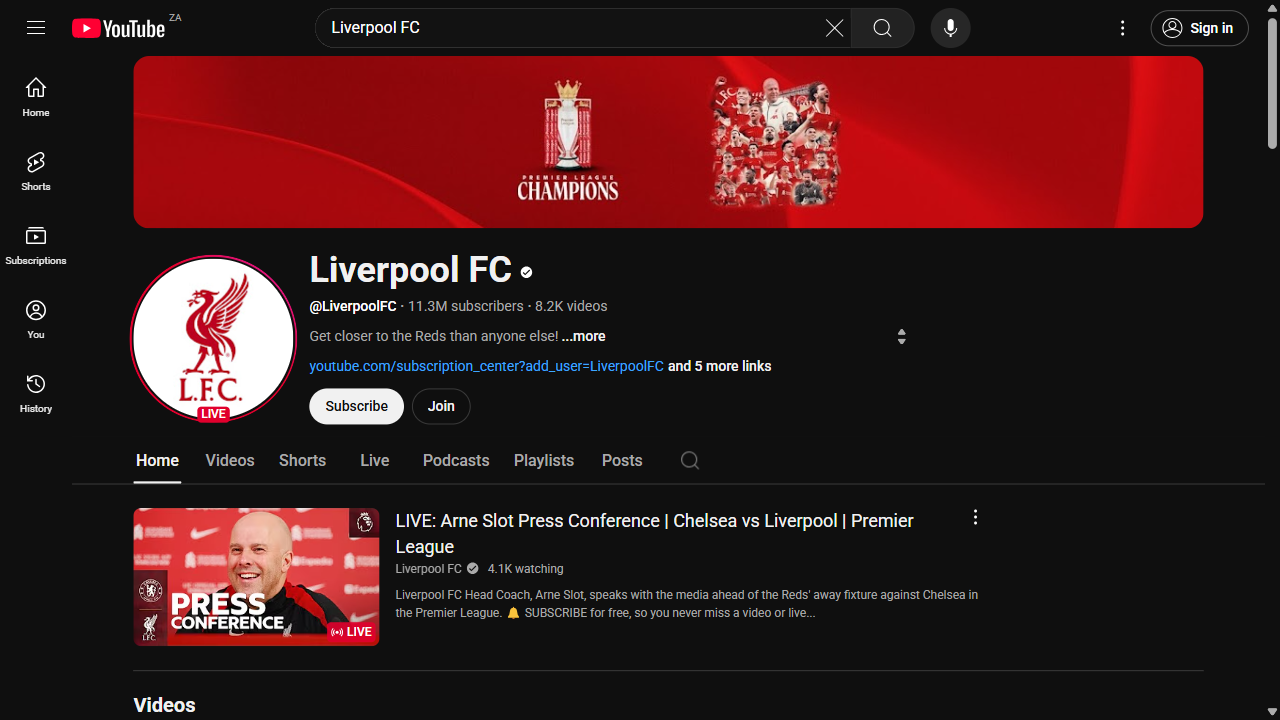 YouTube ZA
Liverpool FC
Sign in
Home
Shorts
Subscriptions
You
History
PREMIER LEAGUE
CHAMPIONS
L.F.C.
LIVE
Liverpool FC
@LiverpoolFC · 11.3M subscribers · 8.2K videos
Get closer to the Reds than anyone else! ...more
youtube.com/subscription_center?add_user=LiverpoolFC and 5 more links
Subscribe
Join
Home
Videos
Shorts
Live
Podcasts
Playlists
Posts
PRESS
CONFERENCE
LIVE
LIVE: Arne Slot Press Conference | Chelsea vs Liverpool | Premier
League
Liverpool FC 4.1K watching
Liverpool FC Head Coach, Arne Slot, speaks with the media ahead of the Reds' away fixture against Chelsea in
the Premier League. 🔔 SUBSCRIBE for free, so you never miss a video or live...
Videos